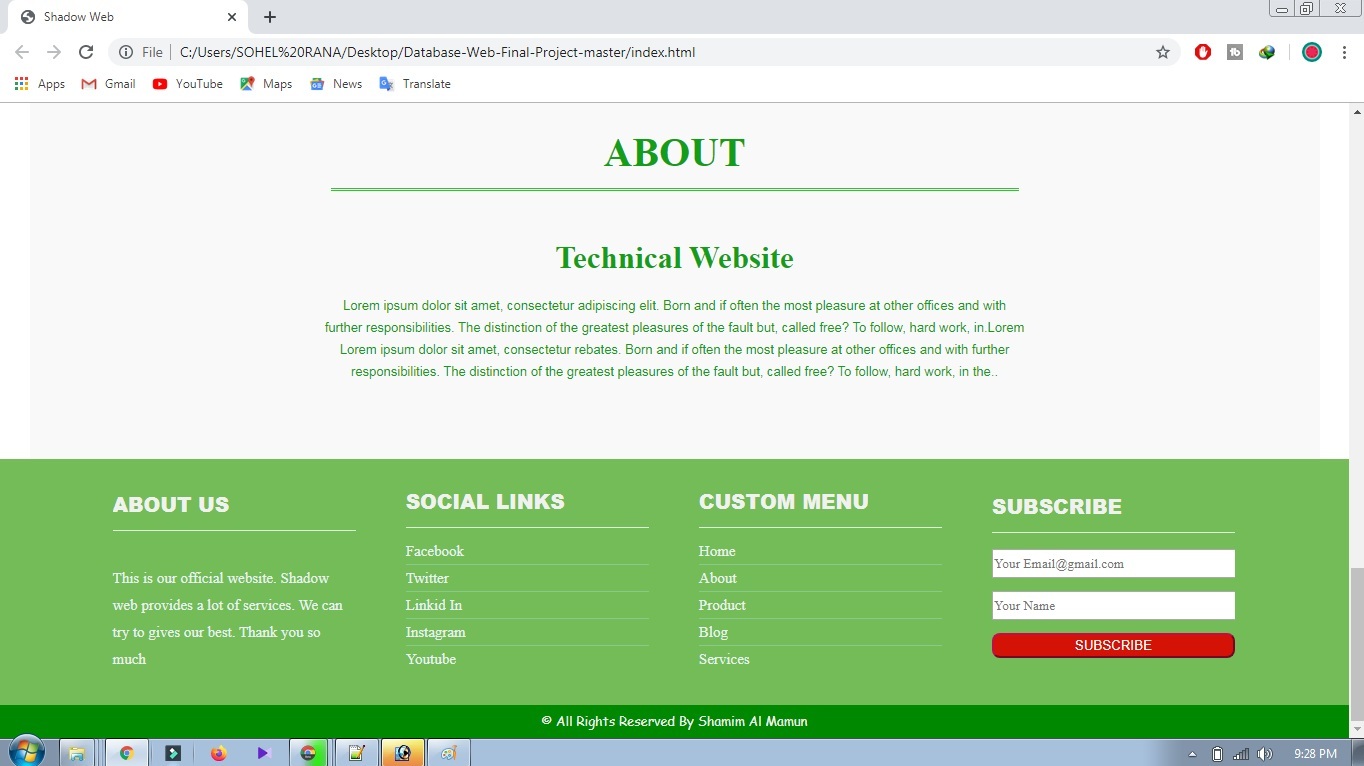 Shadow Web
File
C:/Users/SOHEL%20RANA/Desktop/Database-Web-Final-Project-master/index.html
Apps
Gmail
YouTube
Maps
News
Translate
ABOUT
Technical Website
Lorem ipsum dolor sit amet, consectetur adipiscing elit. Born and if often the most pleasure at other offices and with
further responsibilities. The distinction of the greatest pleasures of the fault but, called free? To follow, hard work, in.Lorem
Lorem ipsum dolor sit amet, consectetur rebates. Born and if often the most pleasure at other offices and with further
responsibilities. The distinction of the greatest pleasures of the fault but, called free? To follow, hard work, in the..
ABOUT US
This is our official website. Shadow
web provides a lot of services. We can
try to gives our best. Thank you so
much
SOCIAL LINKS
Facebook
Twitter
Linkid In
Instagram
Youtube
CUSTOM MENU
Home
About
Product
Blog
Services
SUBSCRIBE
Your Email@gmail.com
Your Name
SUBSCRIBE
© All Rights Reserved By Shamim Al Mamun
9:28 PM